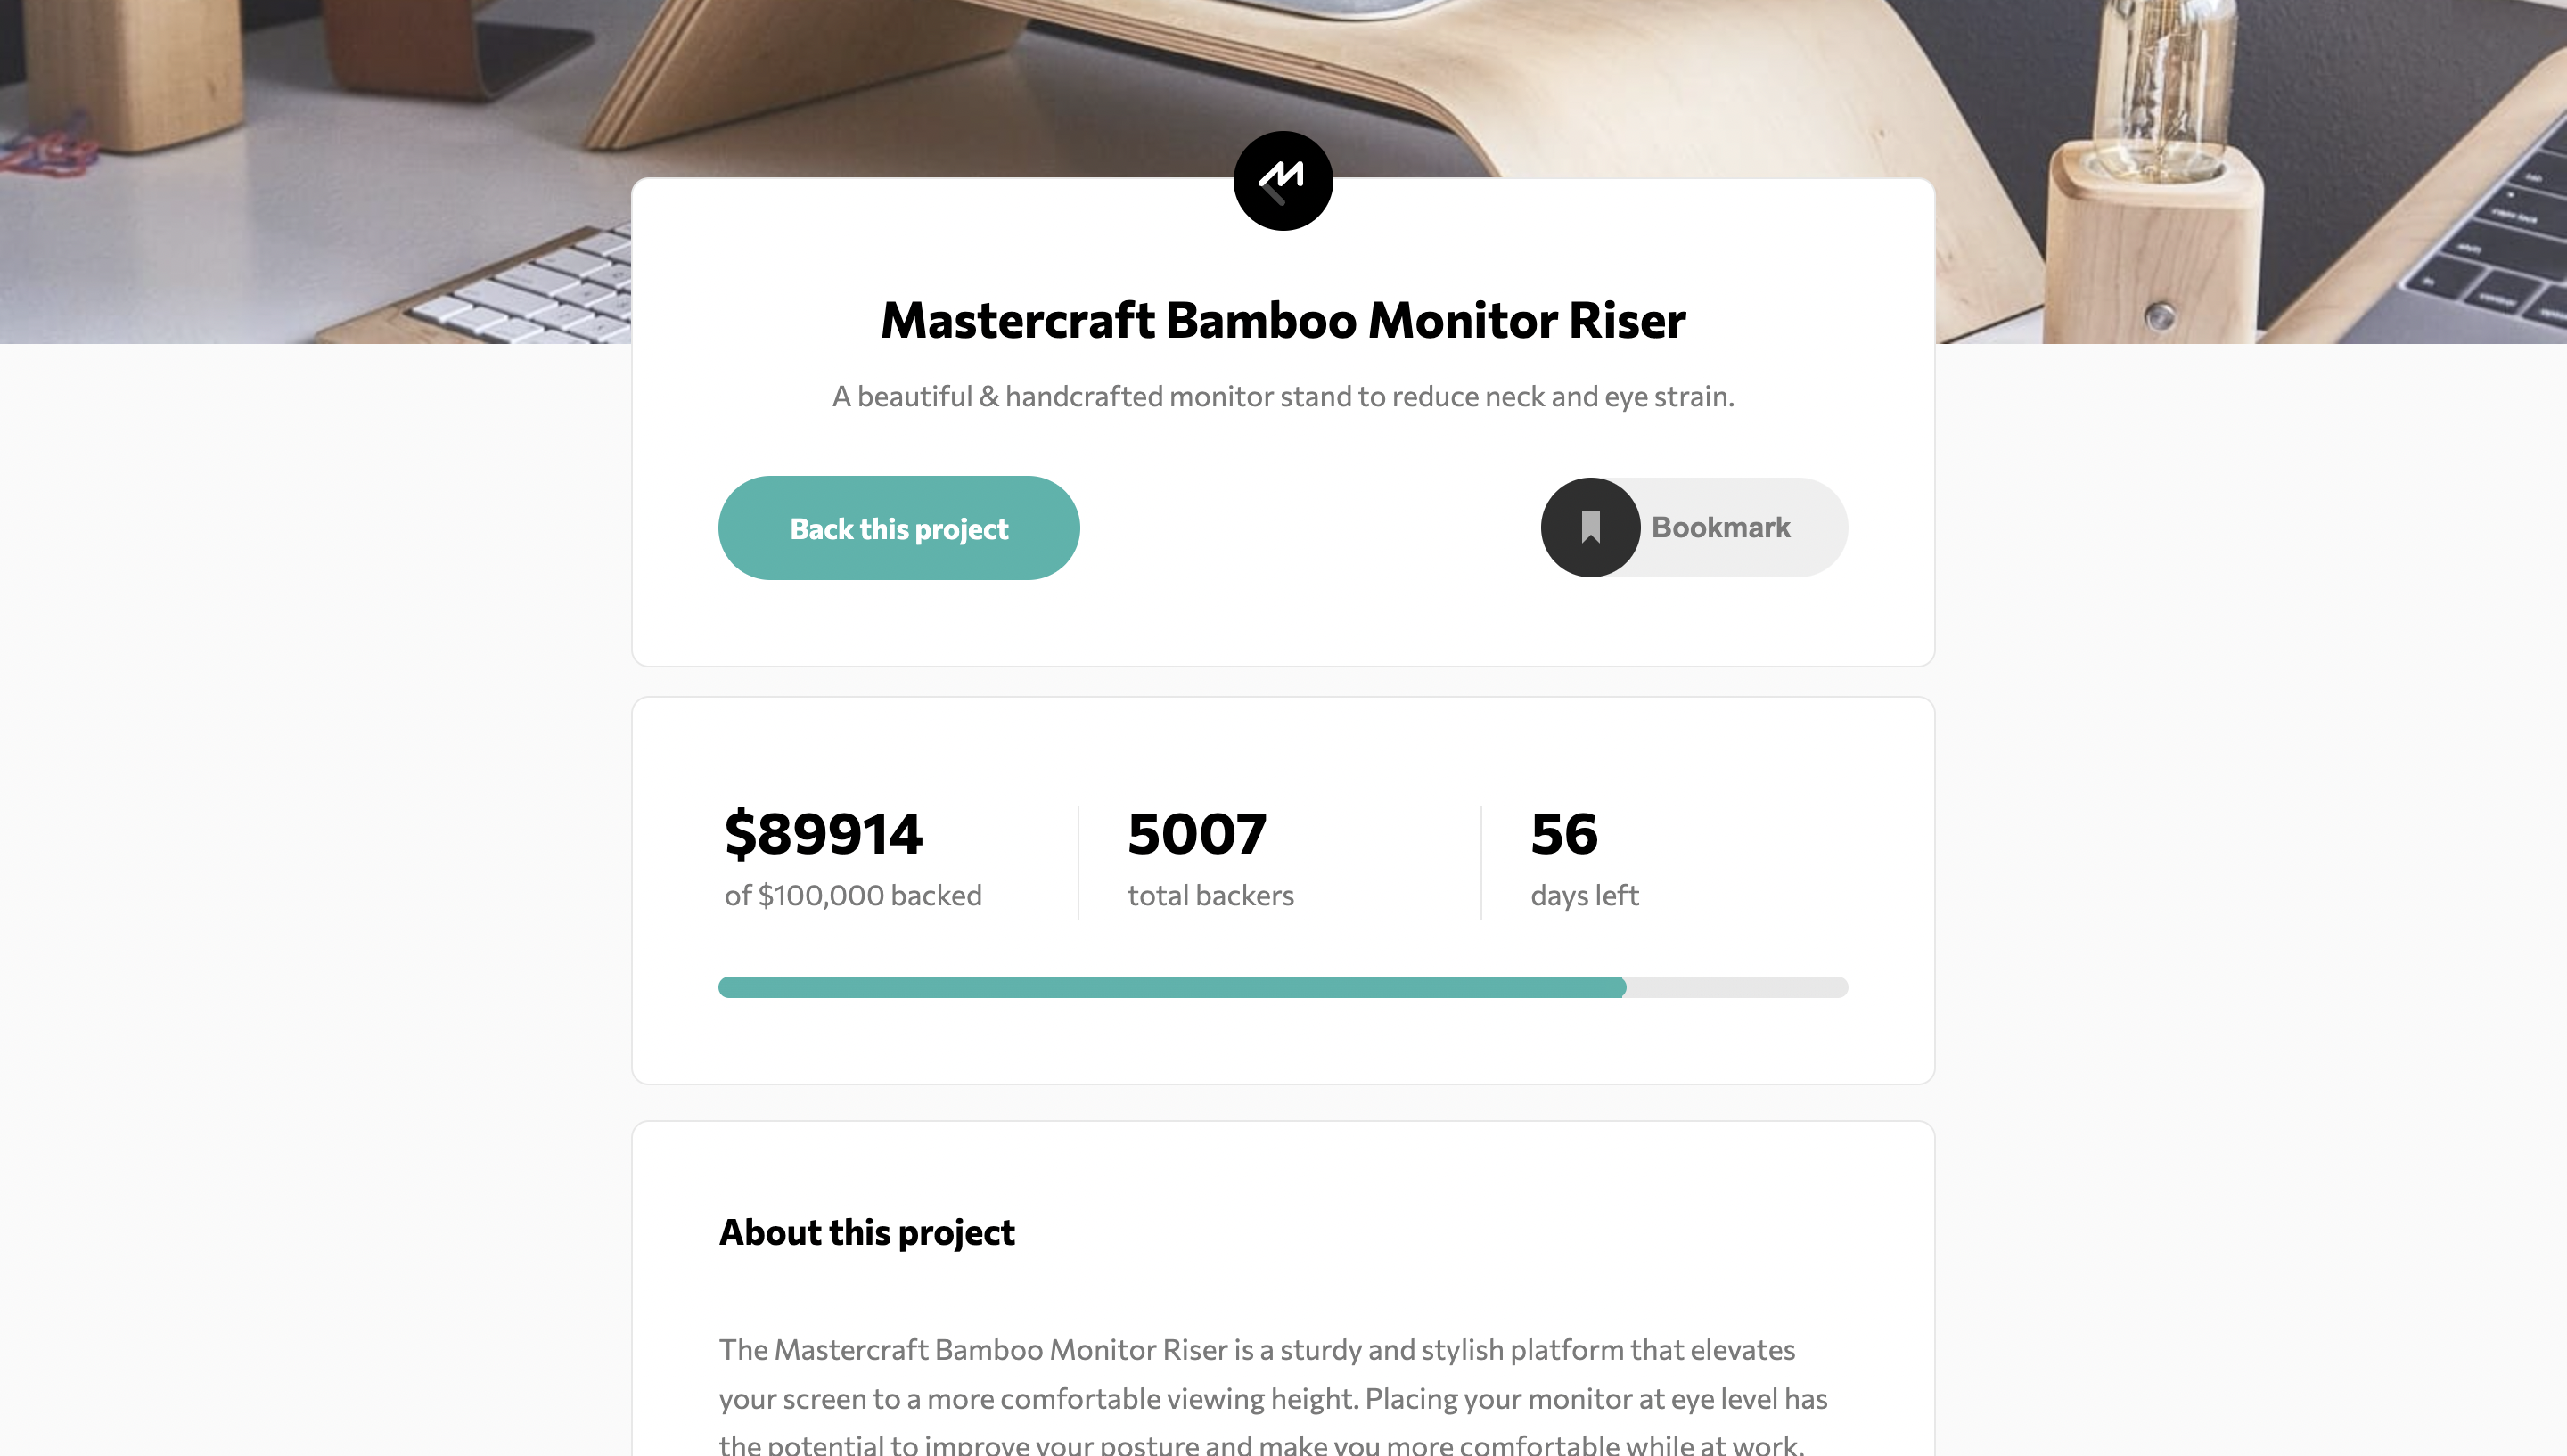 Mastercraft Bamboo Monitor Riser
A beautiful & handcrafted monitor stand to reduce neck and eye strain.
Back this project
Bookmark
$89914
of $100,000 backed
5007
total backers
56
days left
About this project
The Mastercraft Bamboo Monitor Riser is a sturdy and stylish platform that elevates
your screen to a more comfortable viewing height. Placing your monitor at eye level has
the potential to improve your posture and make you more comfortable while at work.